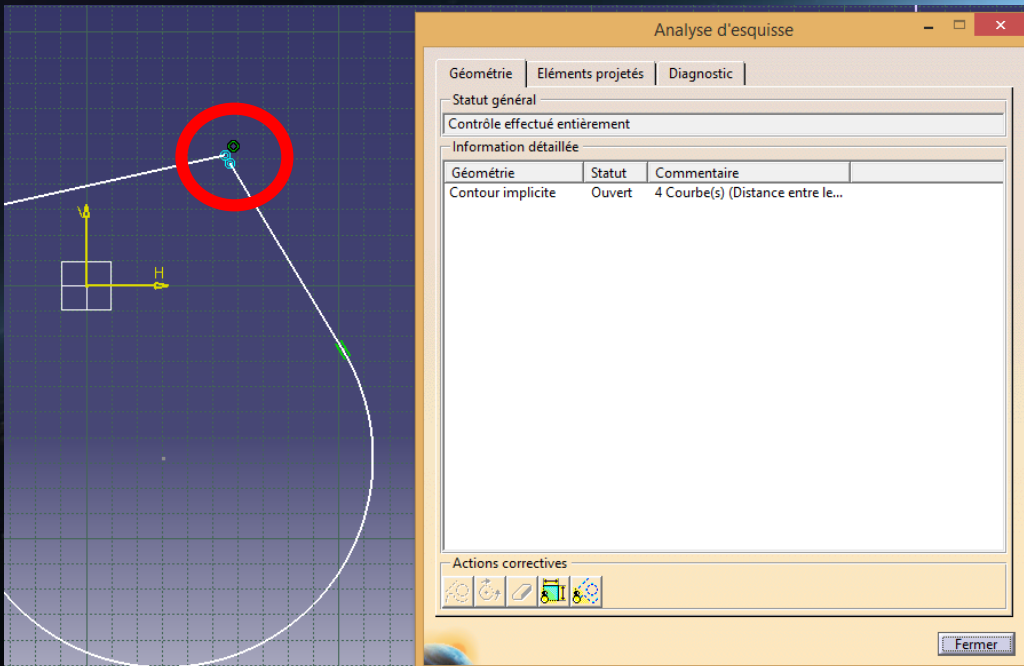 Analyse d'esquisse
Géométrie Eléments projetés Diagnostic
Statut général
Contrôle effectué entièrement
Information détaillée
Géométrie Statut Commentaire
Contour implicite Ouvert 4 Courbe(s) (Distance entre le...
V
H
Actions correctives
Fermer